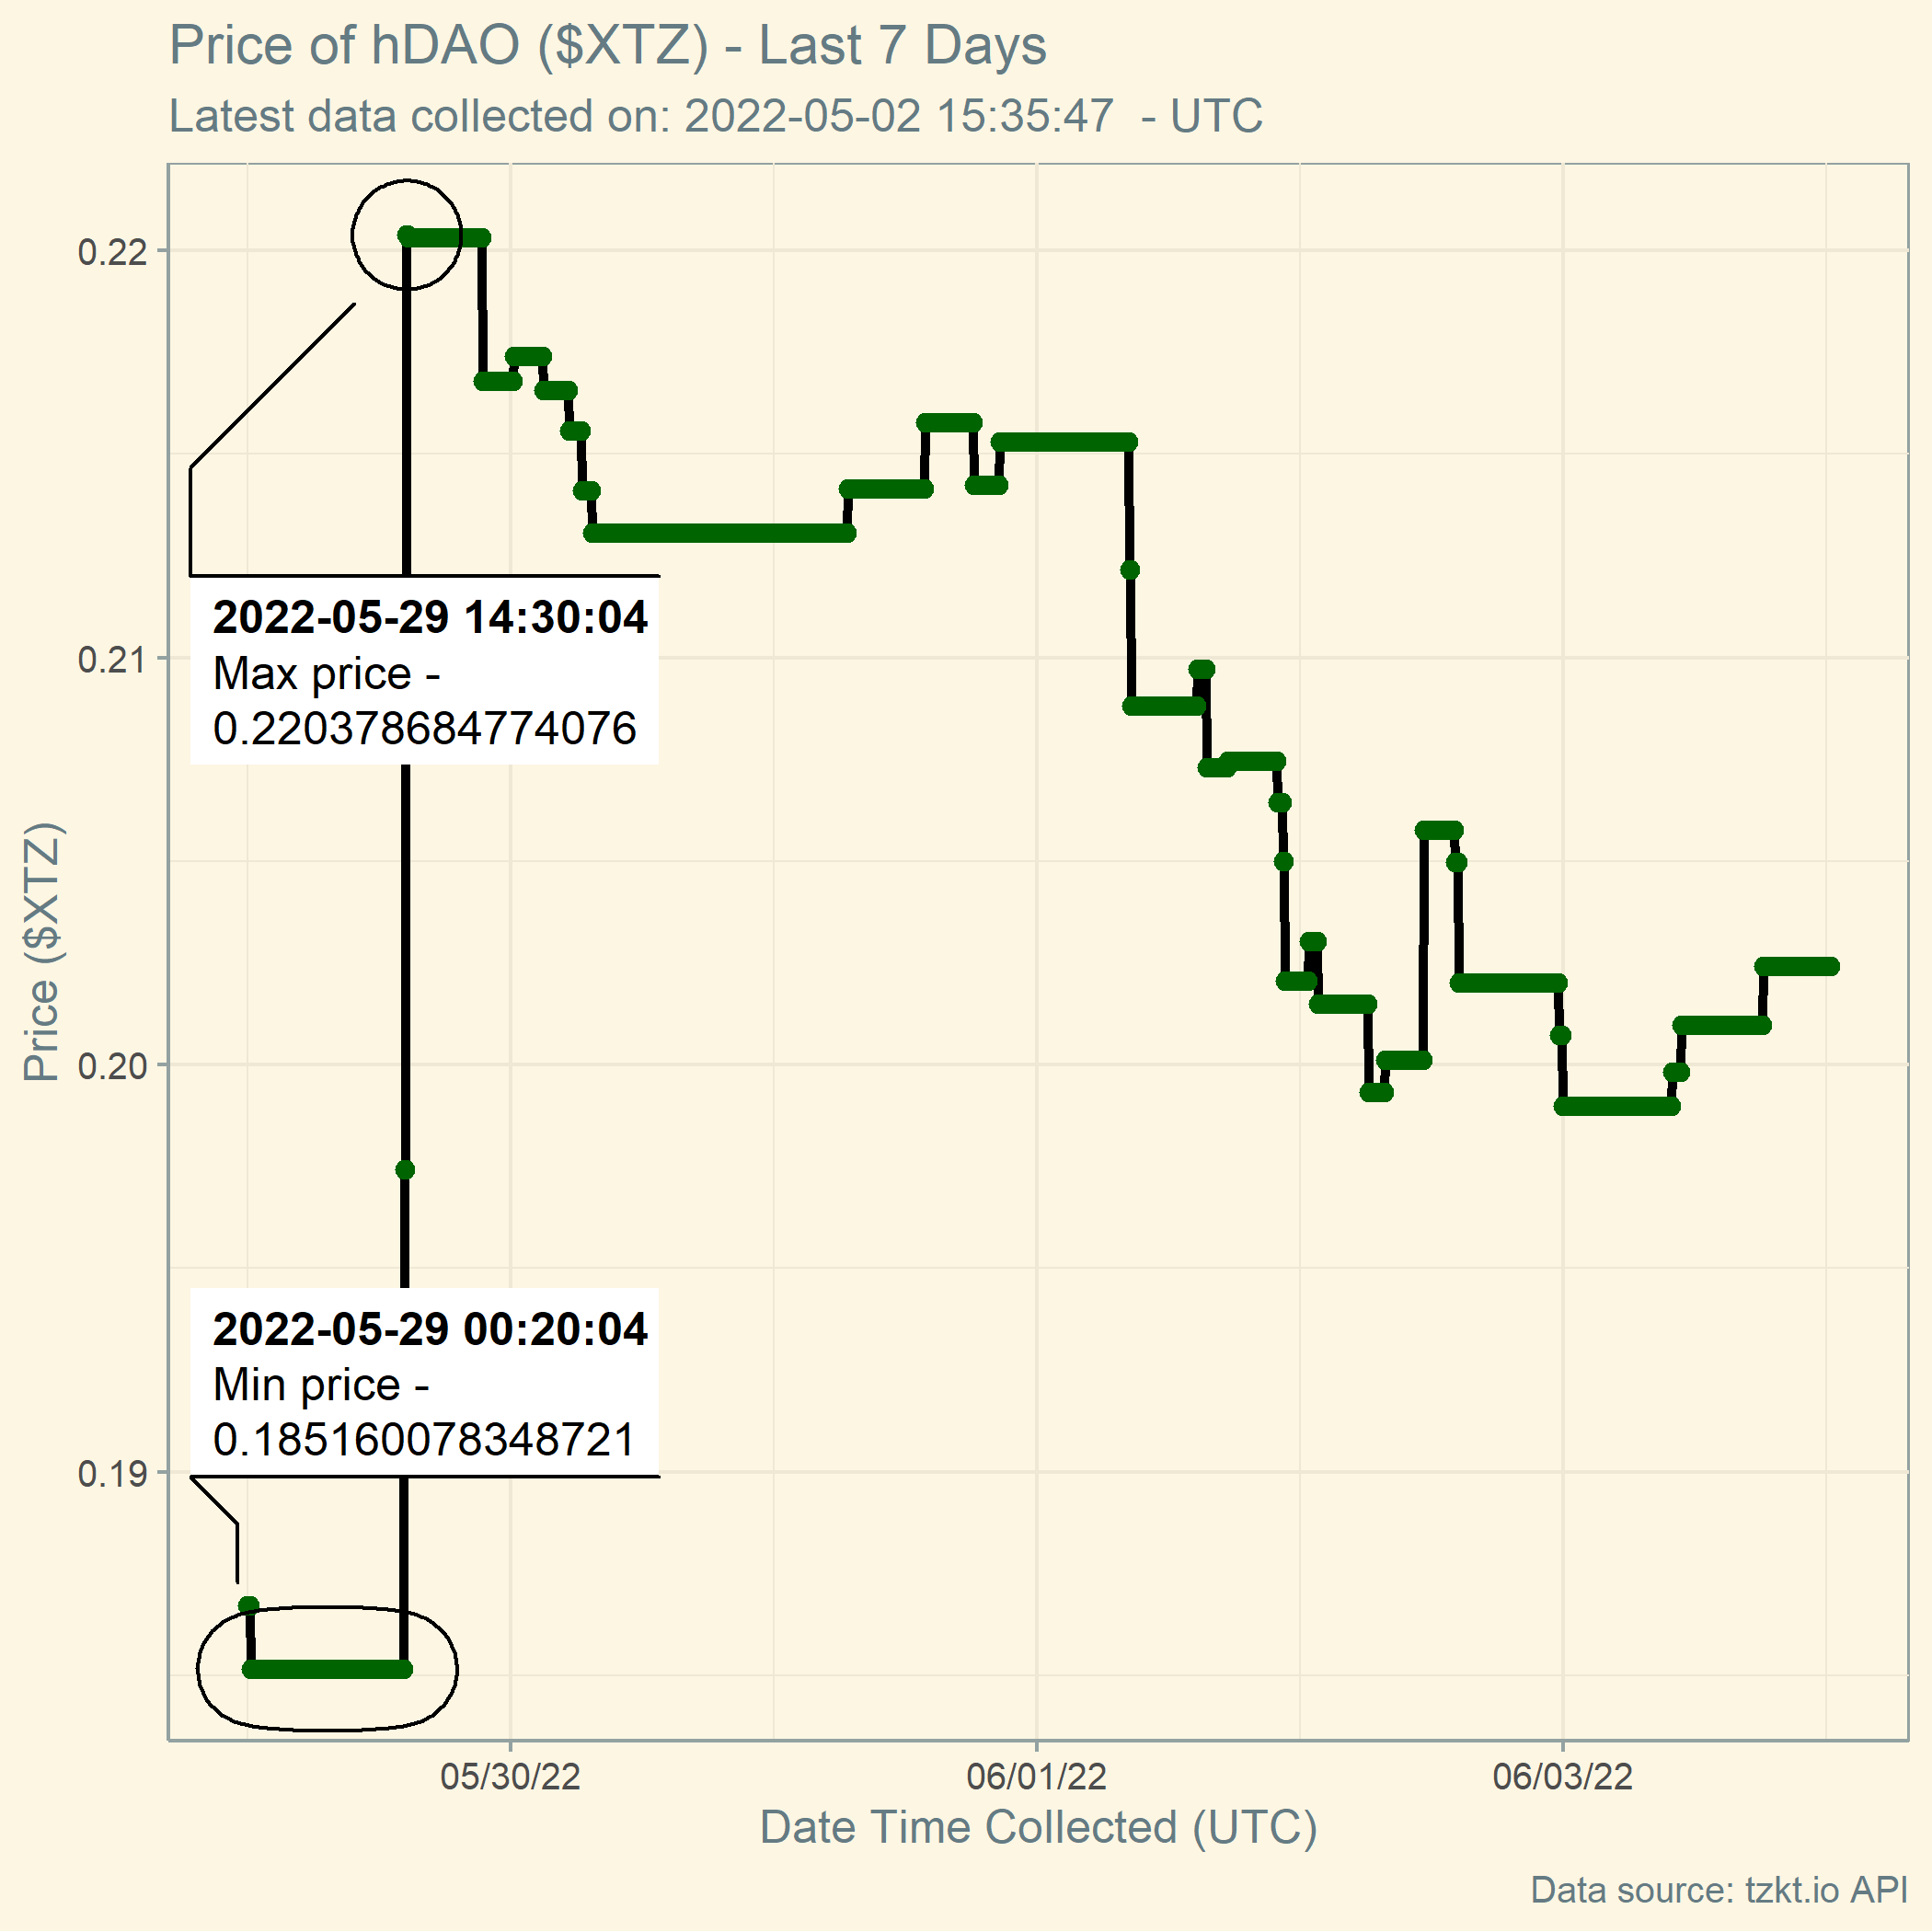 Price of hDAO ($XTZ) - Last 7 Days
Latest data collected on: 2022-05-02 15:35:47  - UTC
0.22
0.21
0.20
0.19
Price ($XTZ)
2022-05-29 14:30:04
Max price -
0.220378684774076
2022-05-29 00:20:04
Min price -
0.185160078348721
05/30/22
06/01/22
06/03/22
Date Time Collected (UTC)
Data source: tzkt.io API